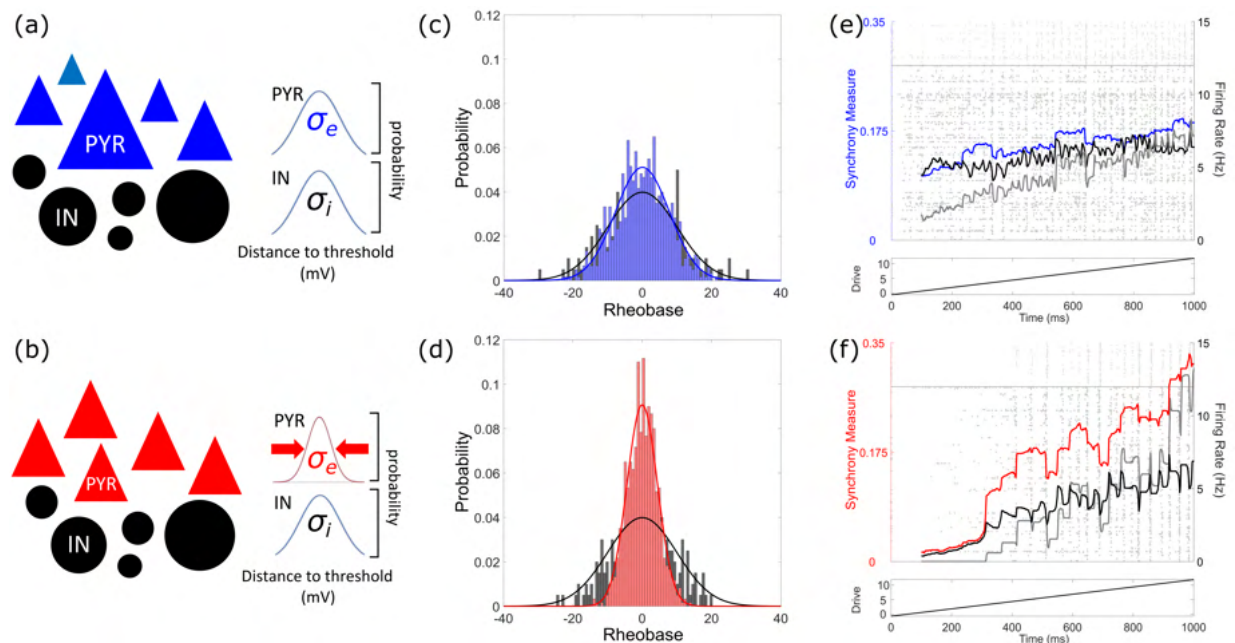 (a)
PYR
IN
PYR
σe
IN
σi
probability
Distance to threshold
(mV)
(c)
0.12
0.1
0.08
0.06
0.04
0.02
0
Probability
-40
-20
0
20
40
Rheobase
(e)
0.35
0.175
0
Synchrony Measure
15
10
5
0
Firing Rate (Hz)
10
5
0
Drive
0
200
400
600
800
1000
Time (ms)
(b)
PYR
IN
PYR
σe
IN
σi
probability
Distance to threshold
(mV)
(d)
0.12
0.1
0.08
0.06
0.04
0.02
0
Probability
-40
-20
0
20
40
Rheobase
(f)
0.35
0.175
0
Synchrony Measure
15
10
5
0
Firing Rate (Hz)
10
5
0
Drive
0
200
400
600
800
1000
Time (ms)